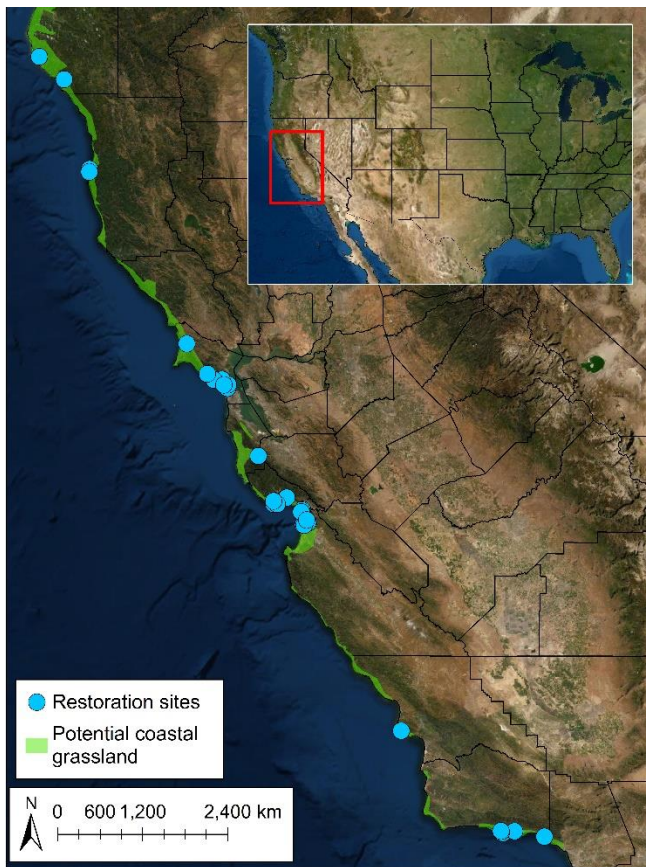 Restoration sites
Potential coastal
grassland
N
0 600 1,200 2,400 km